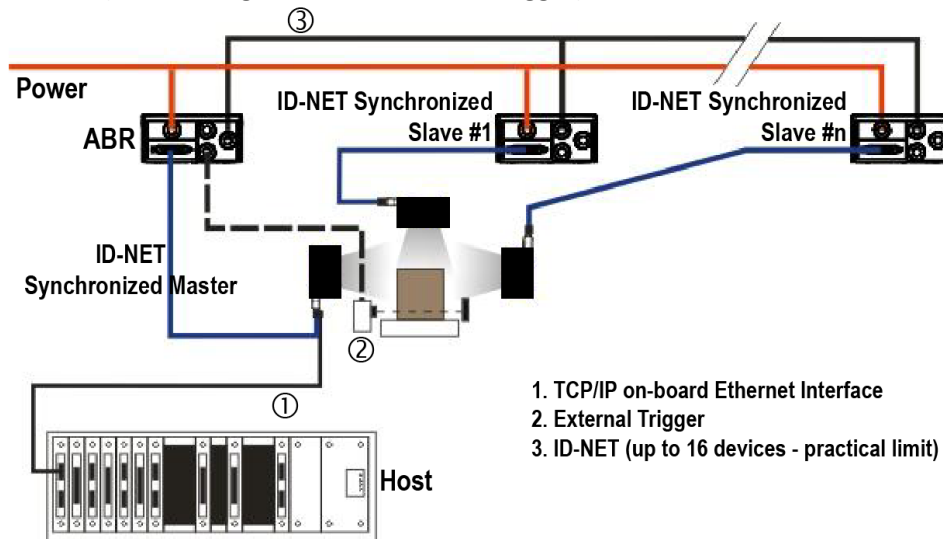 ③
Power
ABR
ID-NET Synchronized
Slave #1
ID-NET Synchronized
Slave #n
ID-NET
Synchronized Master
②
①
1. TCP/IP on-board Ethernet Interface
2. External Trigger
3. ID-NET (up to 16 devices - practical limit)
Host